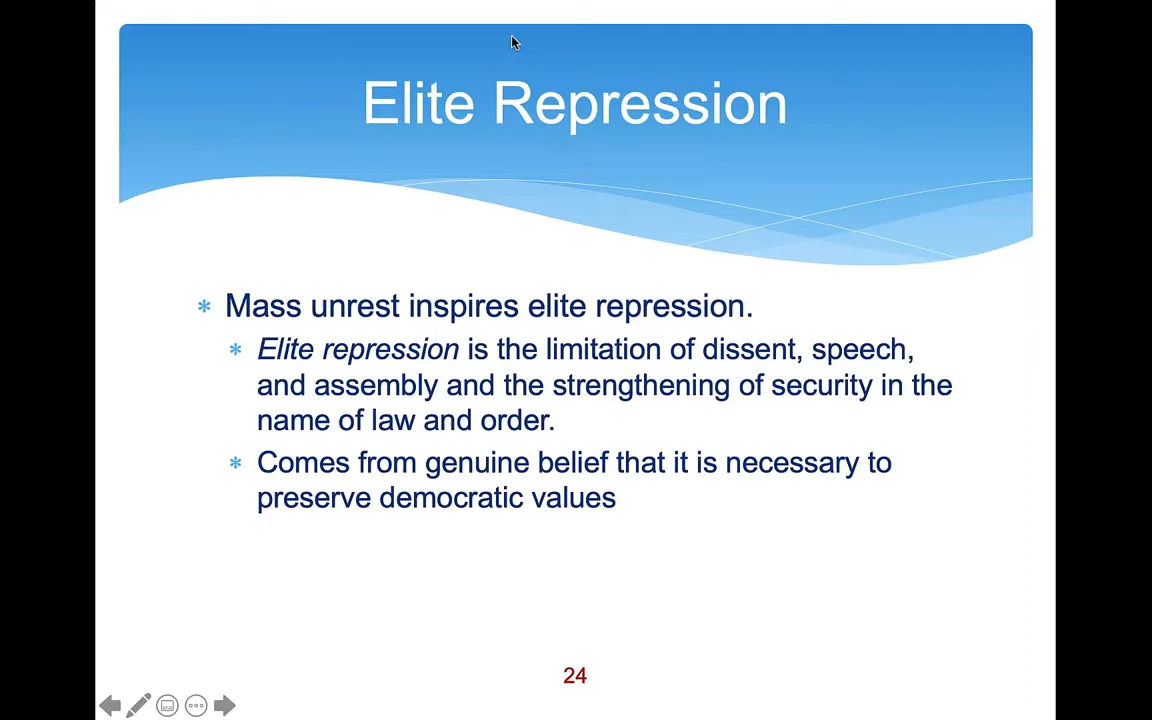 Elite Repression
* Mass unrest inspires elite repression.
* Elite repression is the limitation of dissent, speech,
and assembly and the strengthening of security in the
name of law and order.
* Comes from genuine belief that it is necessary to
preserve democratic values
24